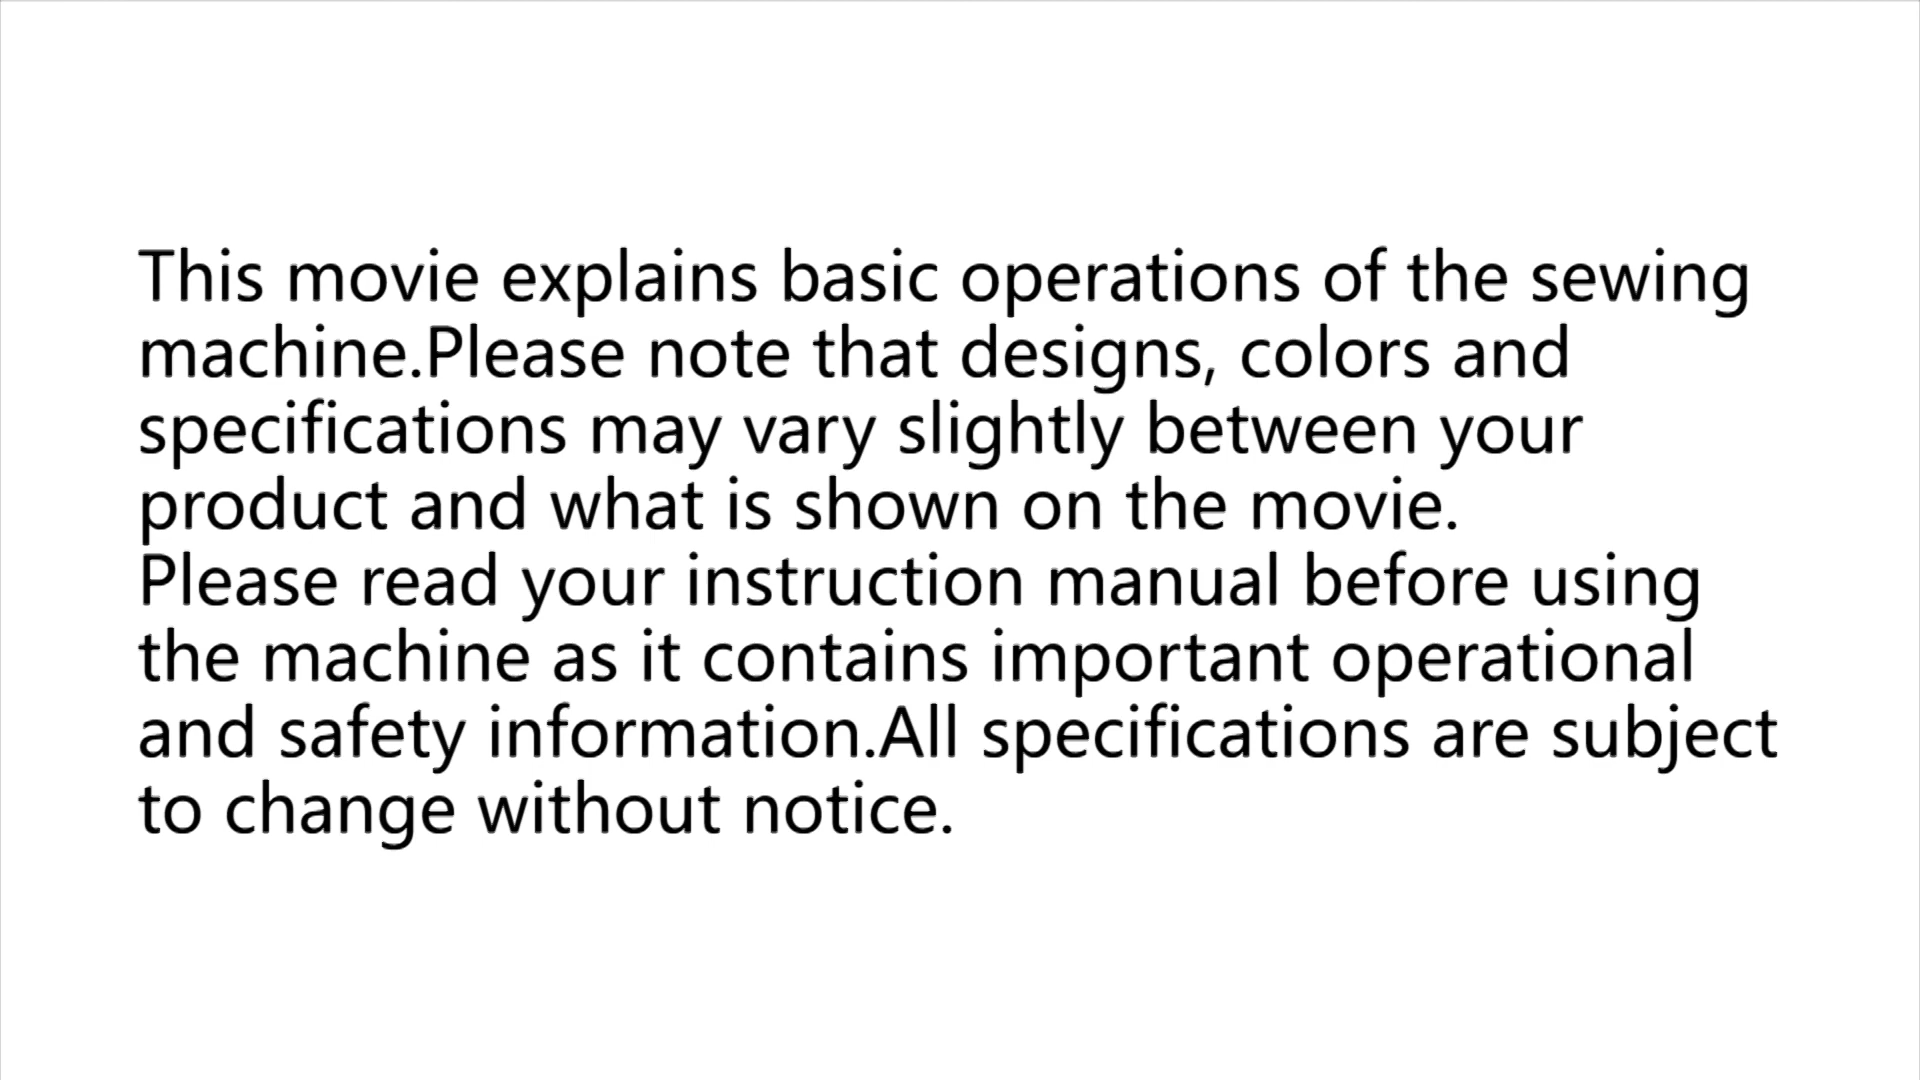 This movie explains basic operations of the sewing
machine.Please note that designs, colors and
specifications may vary slightly between your
product and what is shown on the movie.
Please read your instruction manual before using
the machine as it contains important operational
and safety information.All specifications are subject
to change without notice.